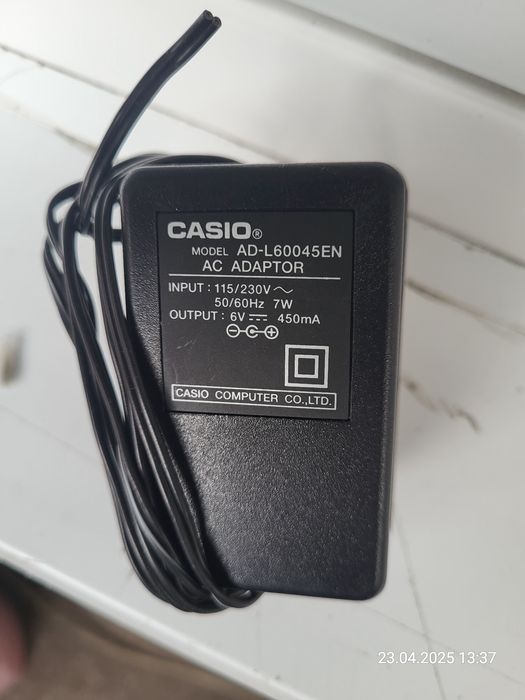 CASIO®
MODEL AD-L60045EN
AC ADAPTOR
INPUT : 115/230V ～
50/60Hz 7W
OUTPUT : 6V ⎓ 450mA
CASIO COMPUTER CO.,LTD.
23.04.2025 13:37